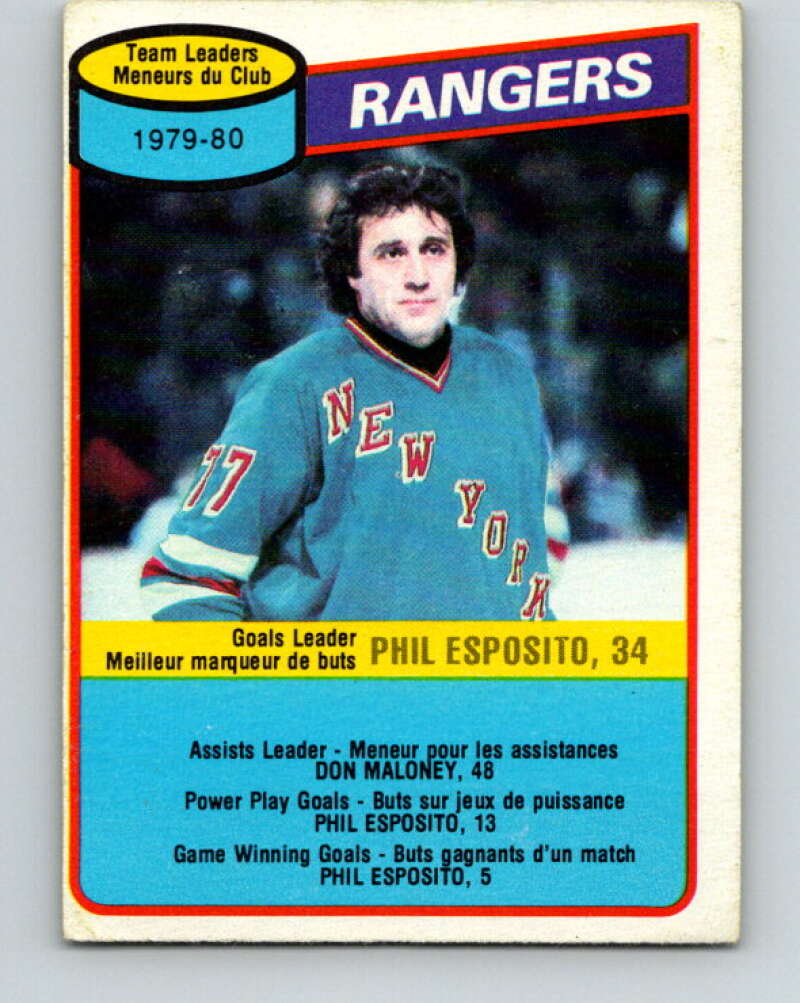 Team Leaders
Meneurs du Club
1979-80
RANGERS
77
NEW YORK
Goals Leader
Meilleur marqueur de buts
PHIL ESPOSITO, 34
Assists Leader - Meneur pour les assistances
DON MALONEY, 48
Power Play Goals - Buts sur jeux de puissance
PHIL ESPOSITO, 13
Game Winning Goals - Buts gagnants d'un match
PHIL ESPOSITO, 5